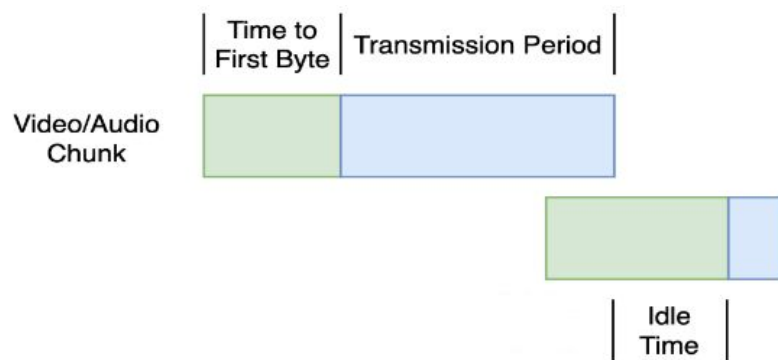 Time to
First Byte
Transmission Period
Video/Audio
Chunk
Idle
Time